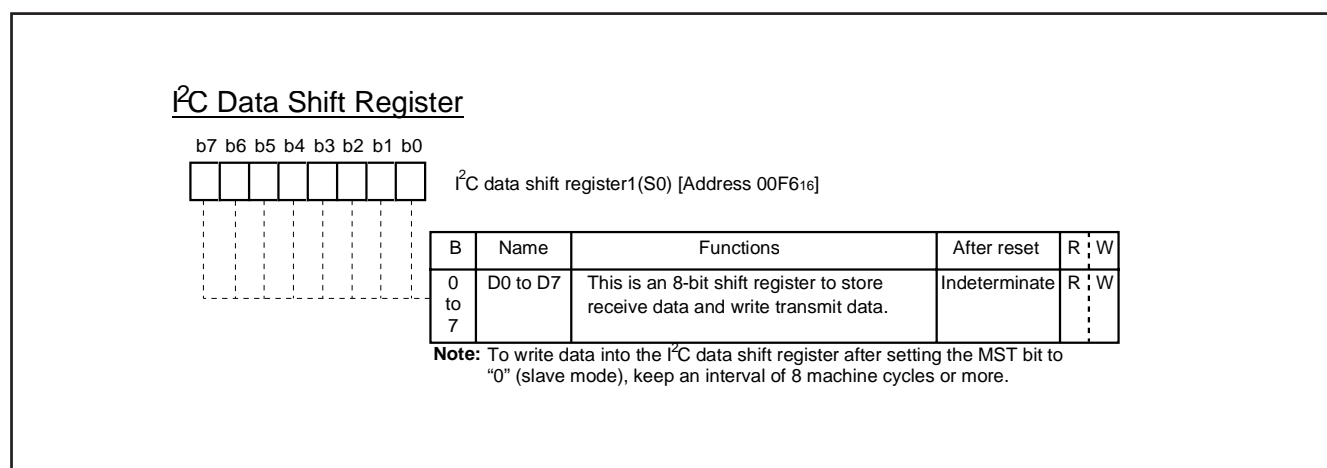 I²C Data Shift Register
b7 b6 b5 b4 b3 b2 b1 b0
I²C data shift register1(S0) [Address 00F6₁₆]
B Name Functions After reset R W
0 to 7 D0 to D7 This is an 8-bit shift register to store Indeterminate R W
receive data and write transmit data.
Note: To write data into the I²C data shift register after setting the MST bit to
“0” (slave mode), keep an interval of 8 machine cycles or more.